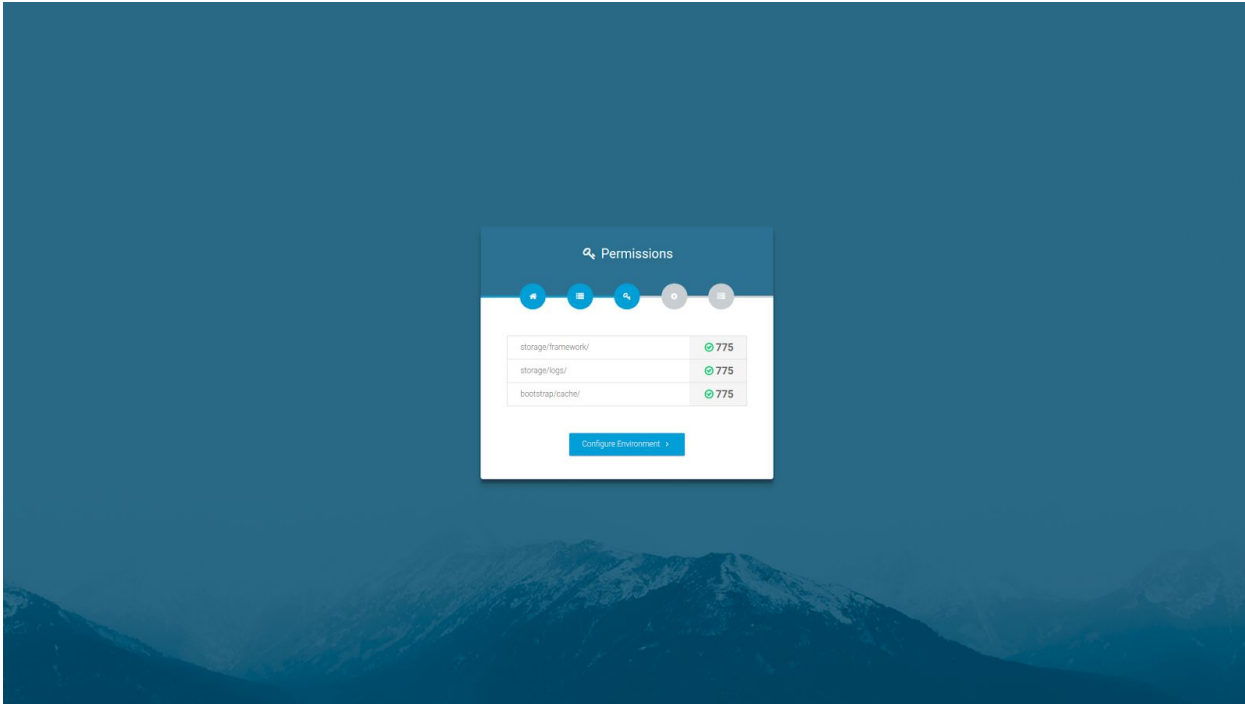 Permissions
storage/framework/ 775
storage/logs/ 775
bootstrap/cache/ 775
Configure Environment